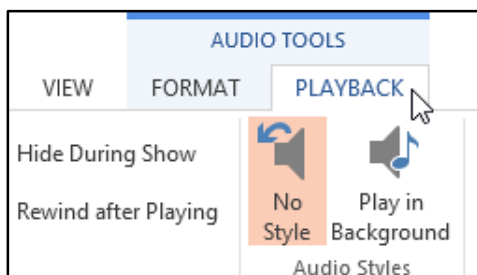 AUDIO TOOLS
VIEW FORMAT PLAYBACK
Hide During Show
Rewind after Playing
No Style
Play in Background
Audio Styles